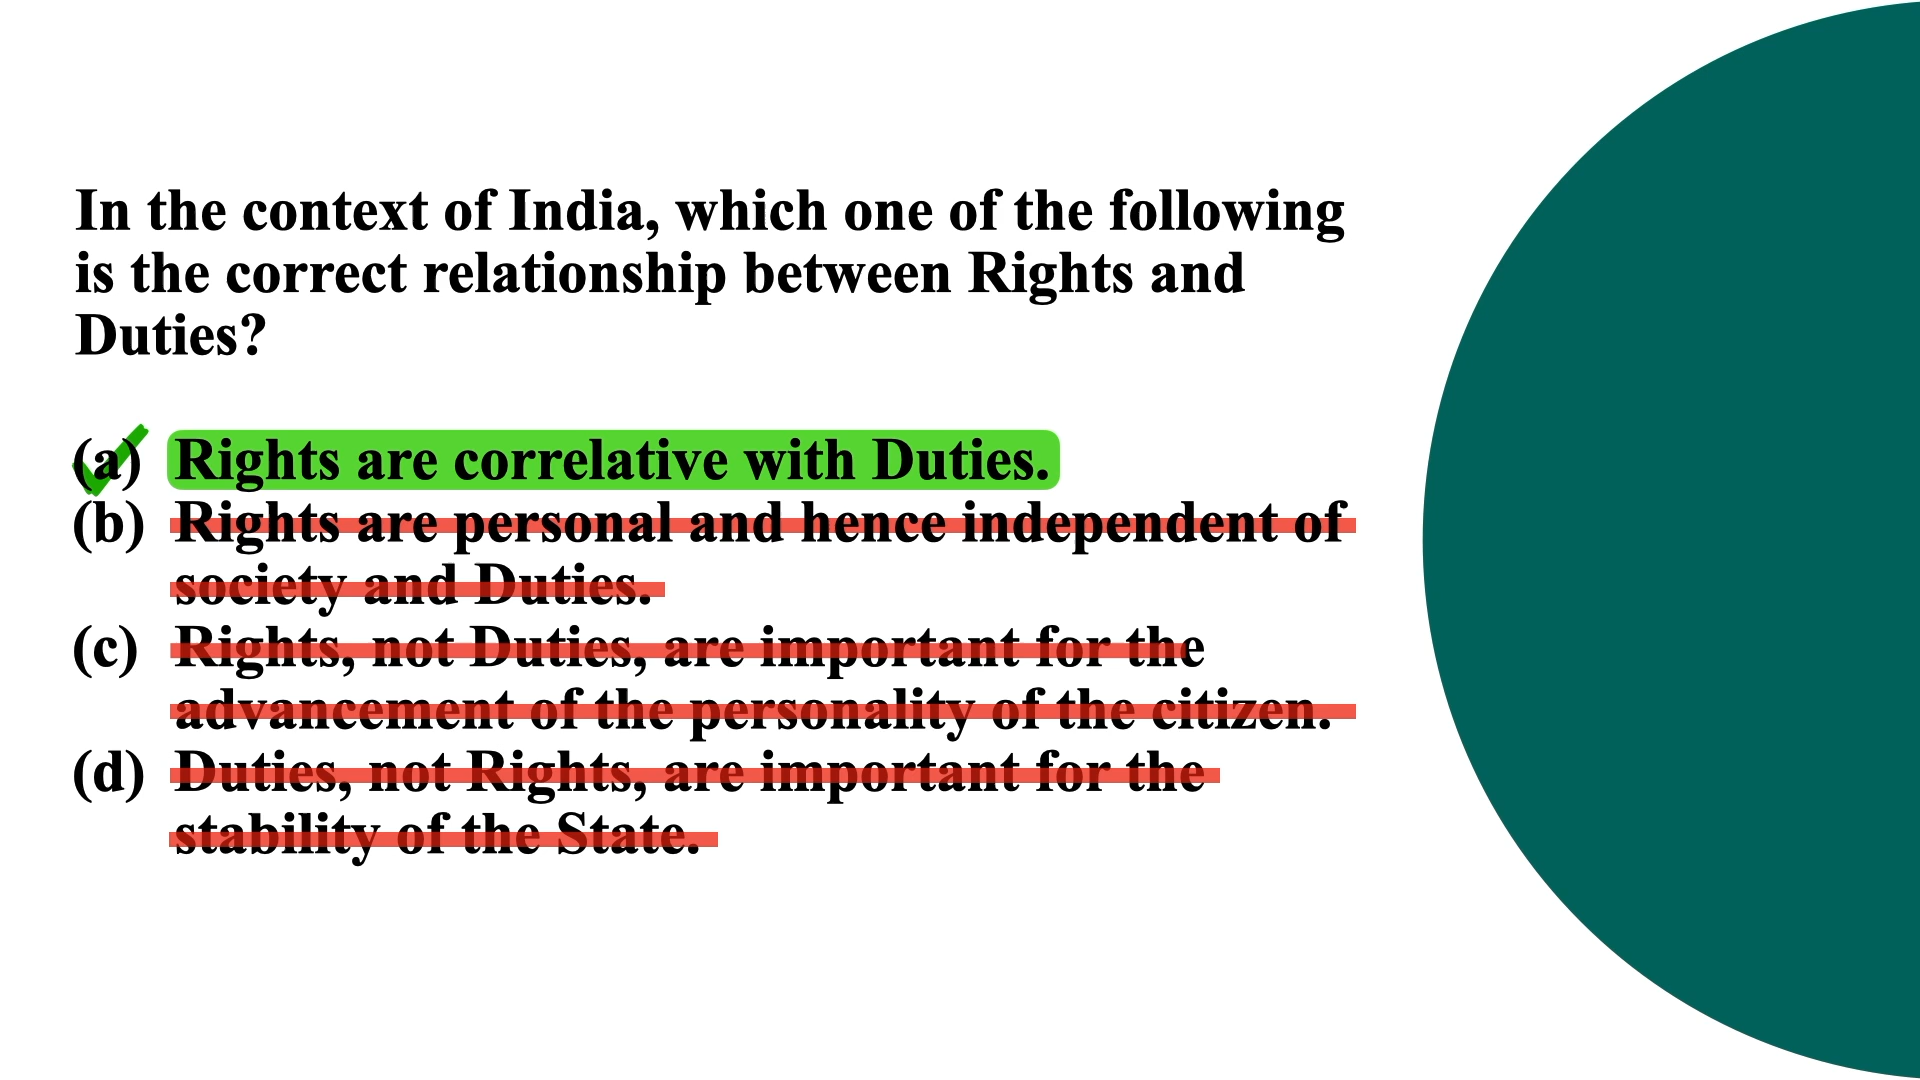 In the context of India, which one of the following
is the correct relationship between Rights and
Duties?
(a) Rights are correlative with Duties.
(b) Rights are personal and hence independent of
society and Duties.
(c) Rights, not Duties, are important for the
advancement of the personality of the citizen.
(d) Duties, not Rights, are important for the
stability of the State.